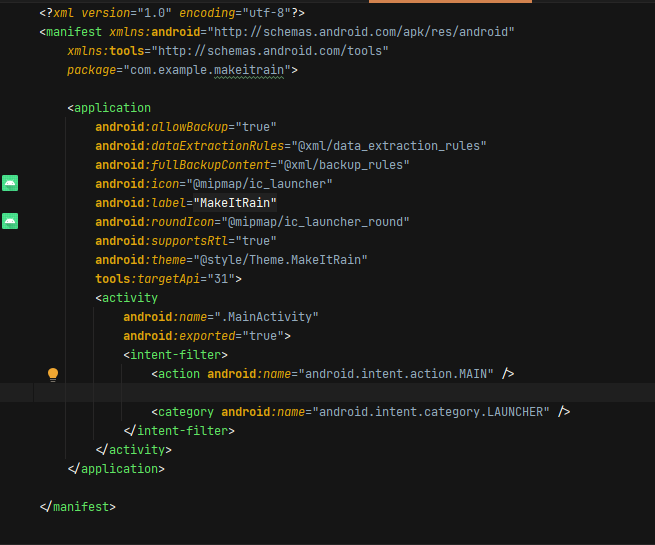 <?xml version="1.0" encoding="utf-8"?>
<manifest xmlns:android="http://schemas.android.com/apk/res/android"
    xmlns:tools="http://schemas.android.com/tools"
    package="com.example.makeitrain">

    <application
        android:allowBackup="true"
        android:dataExtractionRules="@xml/data_extraction_rules"
        android:fullBackupContent="@xml/backup_rules"
        android:icon="@mipmap/ic_launcher"
        android:label="MakeItRain"
        android:roundIcon="@mipmap/ic_launcher_round"
        android:supportsRtl="true"
        android:theme="@style/Theme.MakeItRain"
        tools:targetApi="31">
        <activity
            android:name=".MainActivity"
            android:exported="true">
            <intent-filter>
                <action android:name="android.intent.action.MAIN" />

                <category android:name="android.intent.category.LAUNCHER" />
            </intent-filter>
        </activity>
    </application>

</manifest>